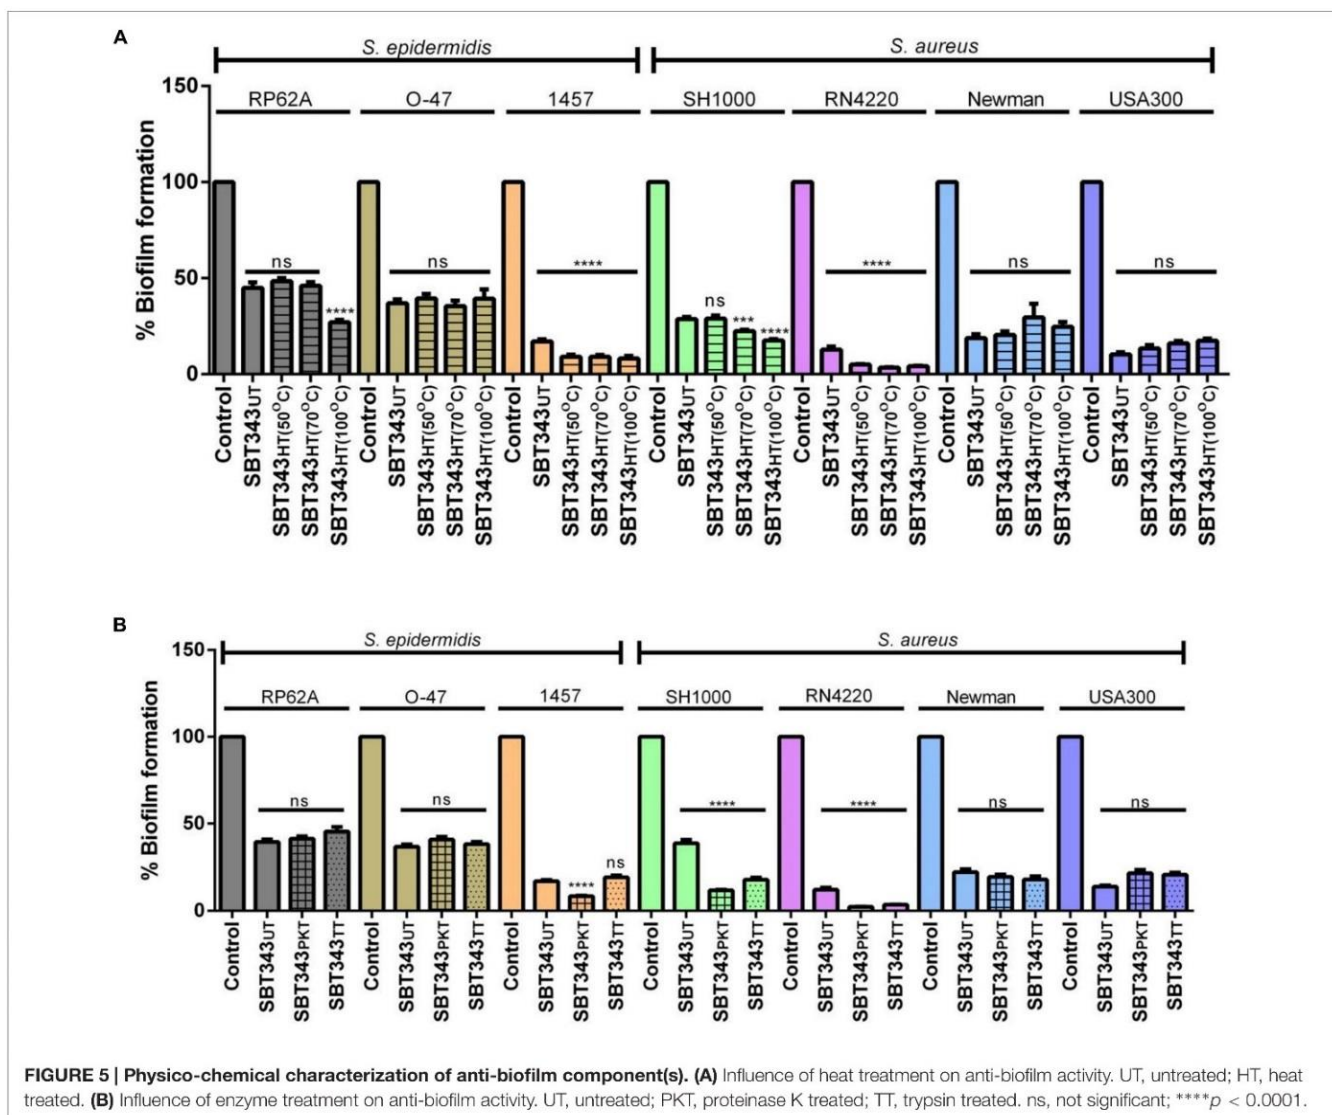 A
S. epidermidis S. aureus
RP62A O-47 1457 SH1000 RN4220 Newman USA300
% Biofilm formation
150
100
50
0
ns ns **** ns ns
****
ns *** **** ****
Control SBT343UT SBT343HT(50°C) SBT343HT(70°C) SBT343HT(100°C) Control SBT343UT SBT343HT(50°C) SBT343HT(70°C) SBT343HT(100°C) Control SBT343UT SBT343HT(50°C) SBT343HT(70°C) SBT343HT(100°C) Control SBT343UT SBT343HT(50°C) SBT343HT(70°C) SBT343HT(100°C) Control SBT343UT SBT343HT(50°C) SBT343HT(70°C) SBT343HT(100°C) Control SBT343UT SBT343HT(50°C) SBT343HT(70°C) SBT343HT(100°C) Control SBT343UT SBT343HT(50°C) SBT343HT(70°C) SBT343HT(100°C)
B
S. epidermidis S. aureus
RP62A O-47 1457 SH1000 RN4220 Newman USA300
% Biofilm formation
150
100
50
0
ns ns **** **** ns ns
**** ns
Control SBT343UT SBT343PKT SBT343TT Control SBT343UT SBT343PKT SBT343TT Control SBT343UT SBT343PKT SBT343TT Control SBT343UT SBT343PKT SBT343TT Control SBT343UT SBT343PKT SBT343TT Control SBT343UT SBT343PKT SBT343TT Control SBT343UT SBT343PKT SBT343TT
FIGURE 5 | Physico-chemical characterization of anti-biofilm component(s). (A) Influence of heat treatment on anti-biofilm activity. UT, untreated; HT, heat
treated. (B) Influence of enzyme treatment on anti-biofilm activity. UT, untreated; PKT, proteinase K treated; TT, trypsin treated. ns, not significant; ****p < 0.0001.